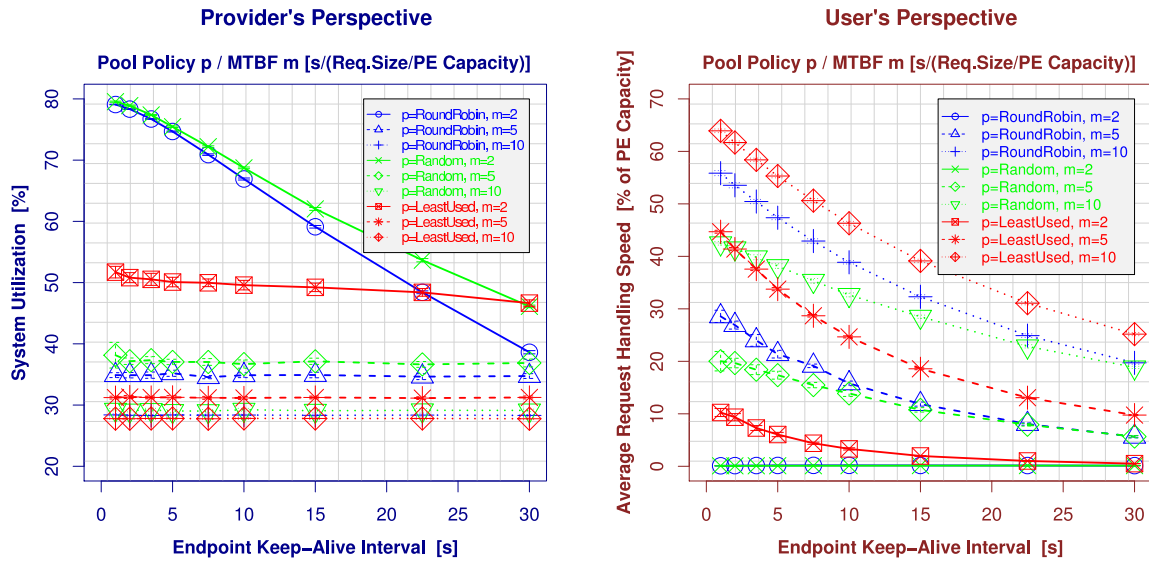 Provider's Perspective
Pool Policy p / MTBF m [s/(Req.Size/PE Capacity)]
System Utilization [%]
80
70
60
50
40
30
20
p=RoundRobin, m=2
p=RoundRobin, m=5
p=RoundRobin, m=10
p=Random, m=2
p=Random, m=5
p=Random, m=10
p=LeastUsed, m=2
p=LeastUsed, m=5
p=LeastUsed, m=10
0 5 10 15 20 25 30
Endpoint Keep−Alive Interval [s]
User's Perspective
Pool Policy p / MTBF m [s/(Req.Size/PE Capacity)]
Average Request Handling Speed [% of PE Capacity]
70
60
50
40
30
20
10
0
p=RoundRobin, m=2
p=RoundRobin, m=5
p=RoundRobin, m=10
p=Random, m=2
p=Random, m=5
p=Random, m=10
p=LeastUsed, m=2
p=LeastUsed, m=5
p=LeastUsed, m=10
0 5 10 15 20 25 30
Endpoint Keep−Alive Interval [s]